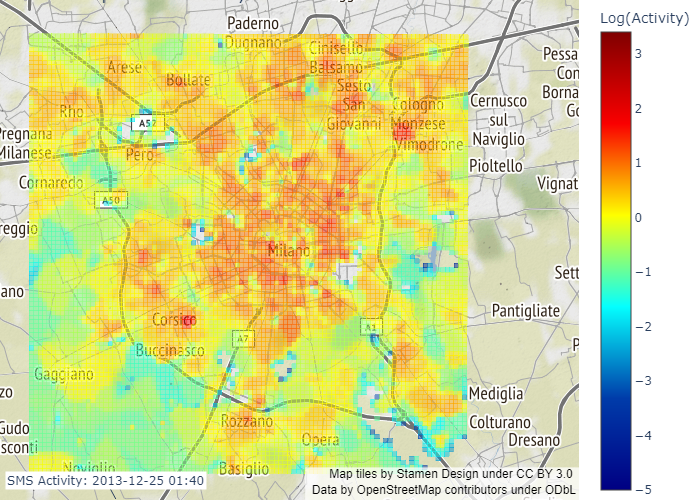 Log(Activity)
3
2
1
0
−1
−2
−3
−4
−5
Paderno
Dugnano
Cinisello
Balsamo
Sesto
San
Giovanni
Arese
Bollate
Rho
A52
Pero
Cologno
Monzese
Vimodrone
Cernusco
sul
Naviglio
Pioltello
Pessa
Con
Borna
Go
Vignat
Pregnana
Milanese
Cornaredo
A50
reggio
Milano
ano
Sett
Pantigliate
P
Corsico
A7
A1
Buccinasco
Gaggiano
zo
Gudo
sconti
Rozzano
Opera
Mediglia
Colturano
Dresano
Noviglio
Basiglio
SMS Activity: 2013-12-25 01:40
Map tiles by Stamen Design under CC BY 3.0
Data by OpenStreetMap contributors under ODbL